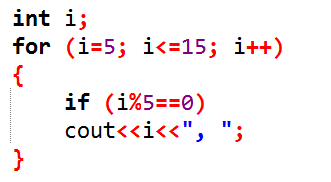 int i;
for (i=5; i<=15; i++)
{
if (i%5==0)
cout<<i<<", ";
}